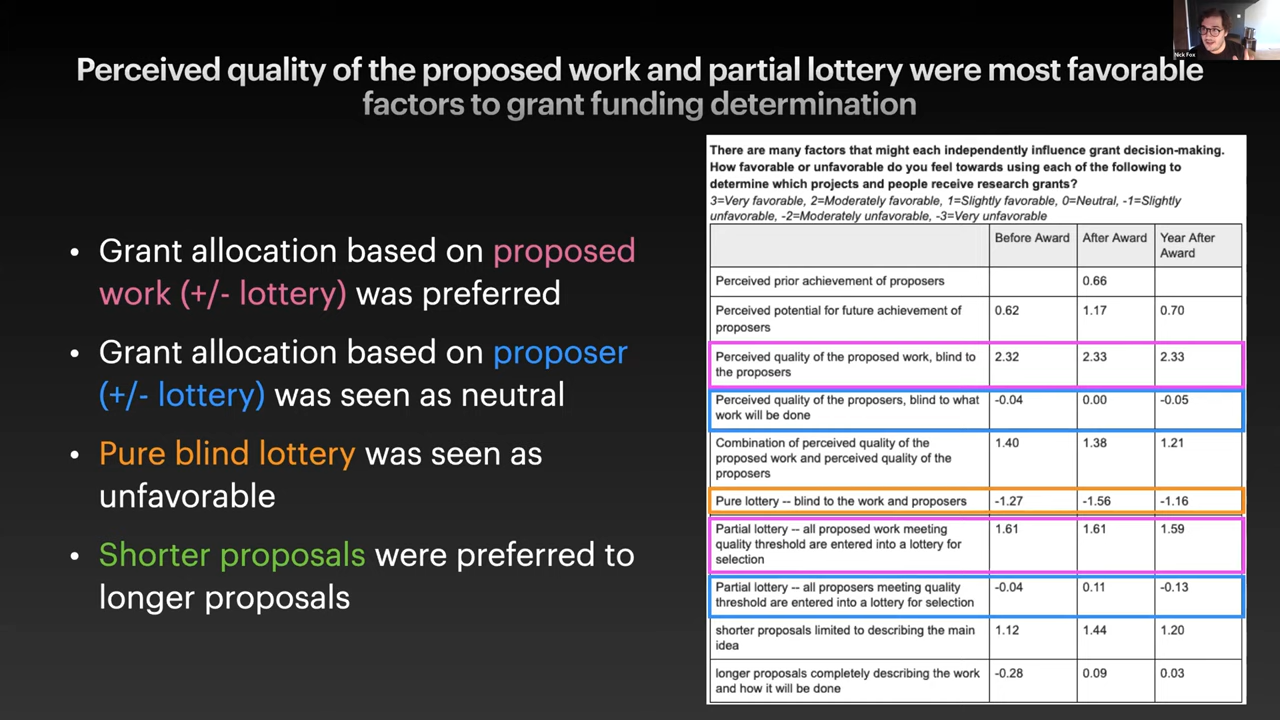 Nick Fox
Perceived quality of the proposed work and partial lottery were most favorable
factors to grant funding determination
• Grant allocation based on proposed
work (+/- lottery) was preferred
• Grant allocation based on proposer
(+/- lottery) was seen as neutral
• Pure blind lottery was seen as
unfavorable
• Shorter proposals were preferred to
longer proposals
There are many factors that might each independently influence grant decision-making.
How favorable or unfavorable do you feel towards using each of the following to
determine which projects and people receive research grants?
3=Very favorable, 2=Moderately favorable, 1=Slightly favorable, 0=Neutral, -1=Slightly
unfavorable, -2=Moderately unfavorable, -3=Very unfavorable
Before Award After Award Year After
Award
Perceived prior achievement of proposers 0.66
Perceived potential for future achievement of 0.62 1.17 0.70
proposers
Perceived quality of the proposed work, blind to 2.32 2.33 2.33
the proposers
Perceived quality of the proposers, blind to what -0.04 0.00 -0.05
work will be done
Combination of perceived quality of the 1.40 1.38 1.21
proposed work and perceived quality of the
proposers
Pure lottery -- blind to the work and proposers -1.27 -1.56 -1.16
Partial lottery -- all proposed work meeting 1.61 1.61 1.59
quality threshold are entered into a lottery for
selection
Partial lottery -- all proposers meeting quality -0.04 0.11 -0.13
threshold are entered into a lottery for selection
shorter proposals limited to describing the main 1.12 1.44 1.20
idea
longer proposals completely describing the work -0.28 0.09 0.03
and how it will be done